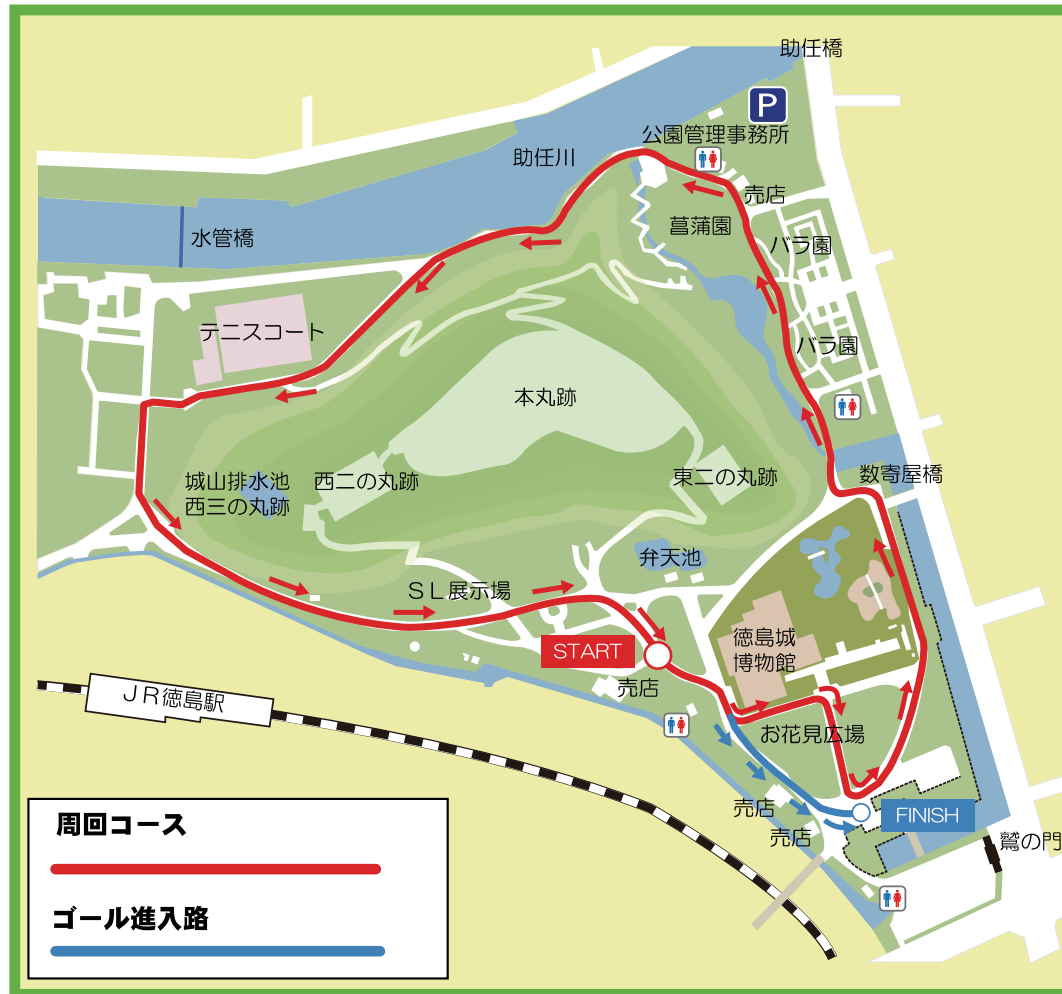 助任橋
P
公園管理事務所
助任川
売店
菖蒲園
水管橋
バラ園
テニスコート
バラ園
本丸跡
数寄屋橋
城山排水池
西三の丸跡
西二の丸跡
東二の丸跡
弁天池
ＳＬ展示場
START
徳島城
博物館
売店
ＪＲ徳島駅
お花見広場
売店
FINISH
売店
鷲の門
周回コース
ゴール進入路